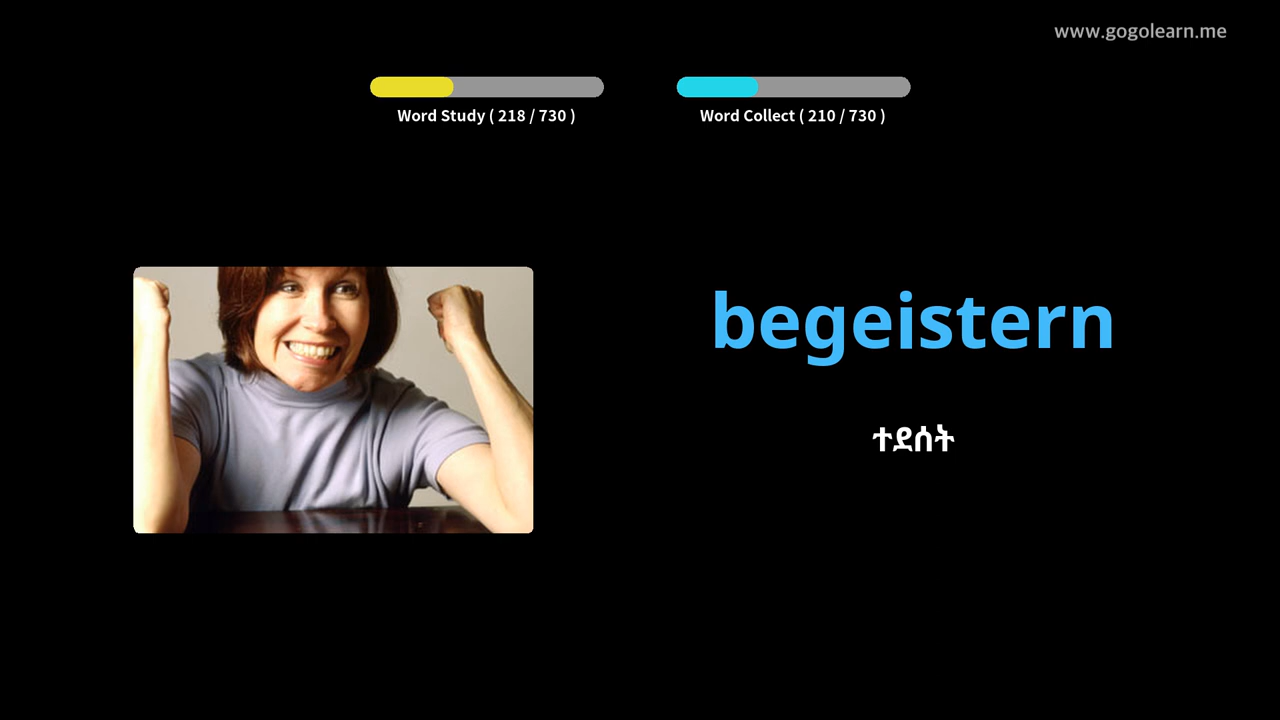 www.gogolearn.me
Word Study ( 218 / 730 )
Word Collect ( 210 / 730 )
begeistern
ተደሰት